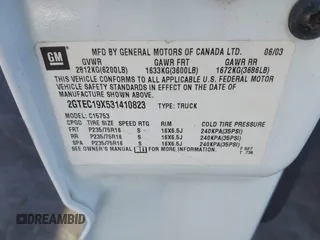 GM
MFD BY GENERAL MOTORS OF CANADA LTD. 06/03
GVWR GAWR FRT GAWR RR
2812KG(6200LB) 1633KG(3600LB) 1672KG(3686LB)
THIS VEHICLE CONFORMS TO ALL APPLICABLE U.S. FEDERAL
MOTOR VEHICLE SAFETY STANDARDS IN EFFECT ON THE DATE OF
MANUFACTURE SHOWN ABOVE.
2GTEC19X531410823 TYPE: TRUCK
MODEL: C15753
CPGD TIRE SIZE SPEED RTG RIM COLD TIRE PRESSURE
FRT P235/75R16 S 16X6.5J 240KPA(35PSI)
RR P235/75R16 S 16X6.5J 240KPA(35PSI)
SPA P235/75R16 S 16X6.5J 240KPA(35PSI)
SEE OWNER'S MANUAL FOR MORE INFORMATION.
DREAMBID